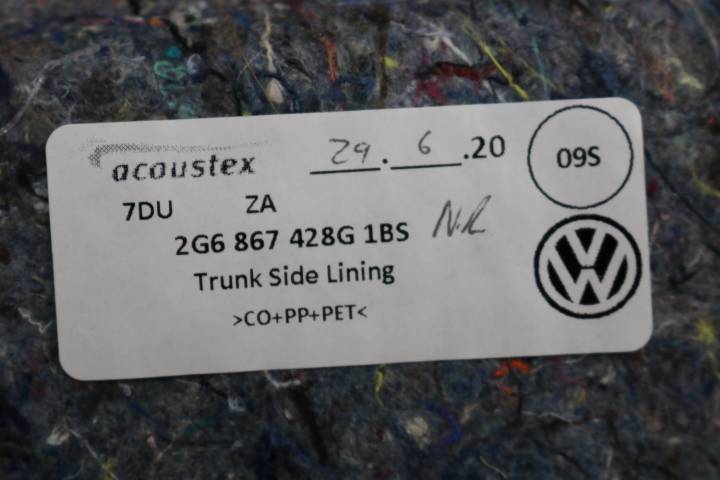 acoustex 29.6.20 09S
7DU ZA
2G6 867 428G 1BS N.R
Trunk Side Lining
>CO+PP+PET<